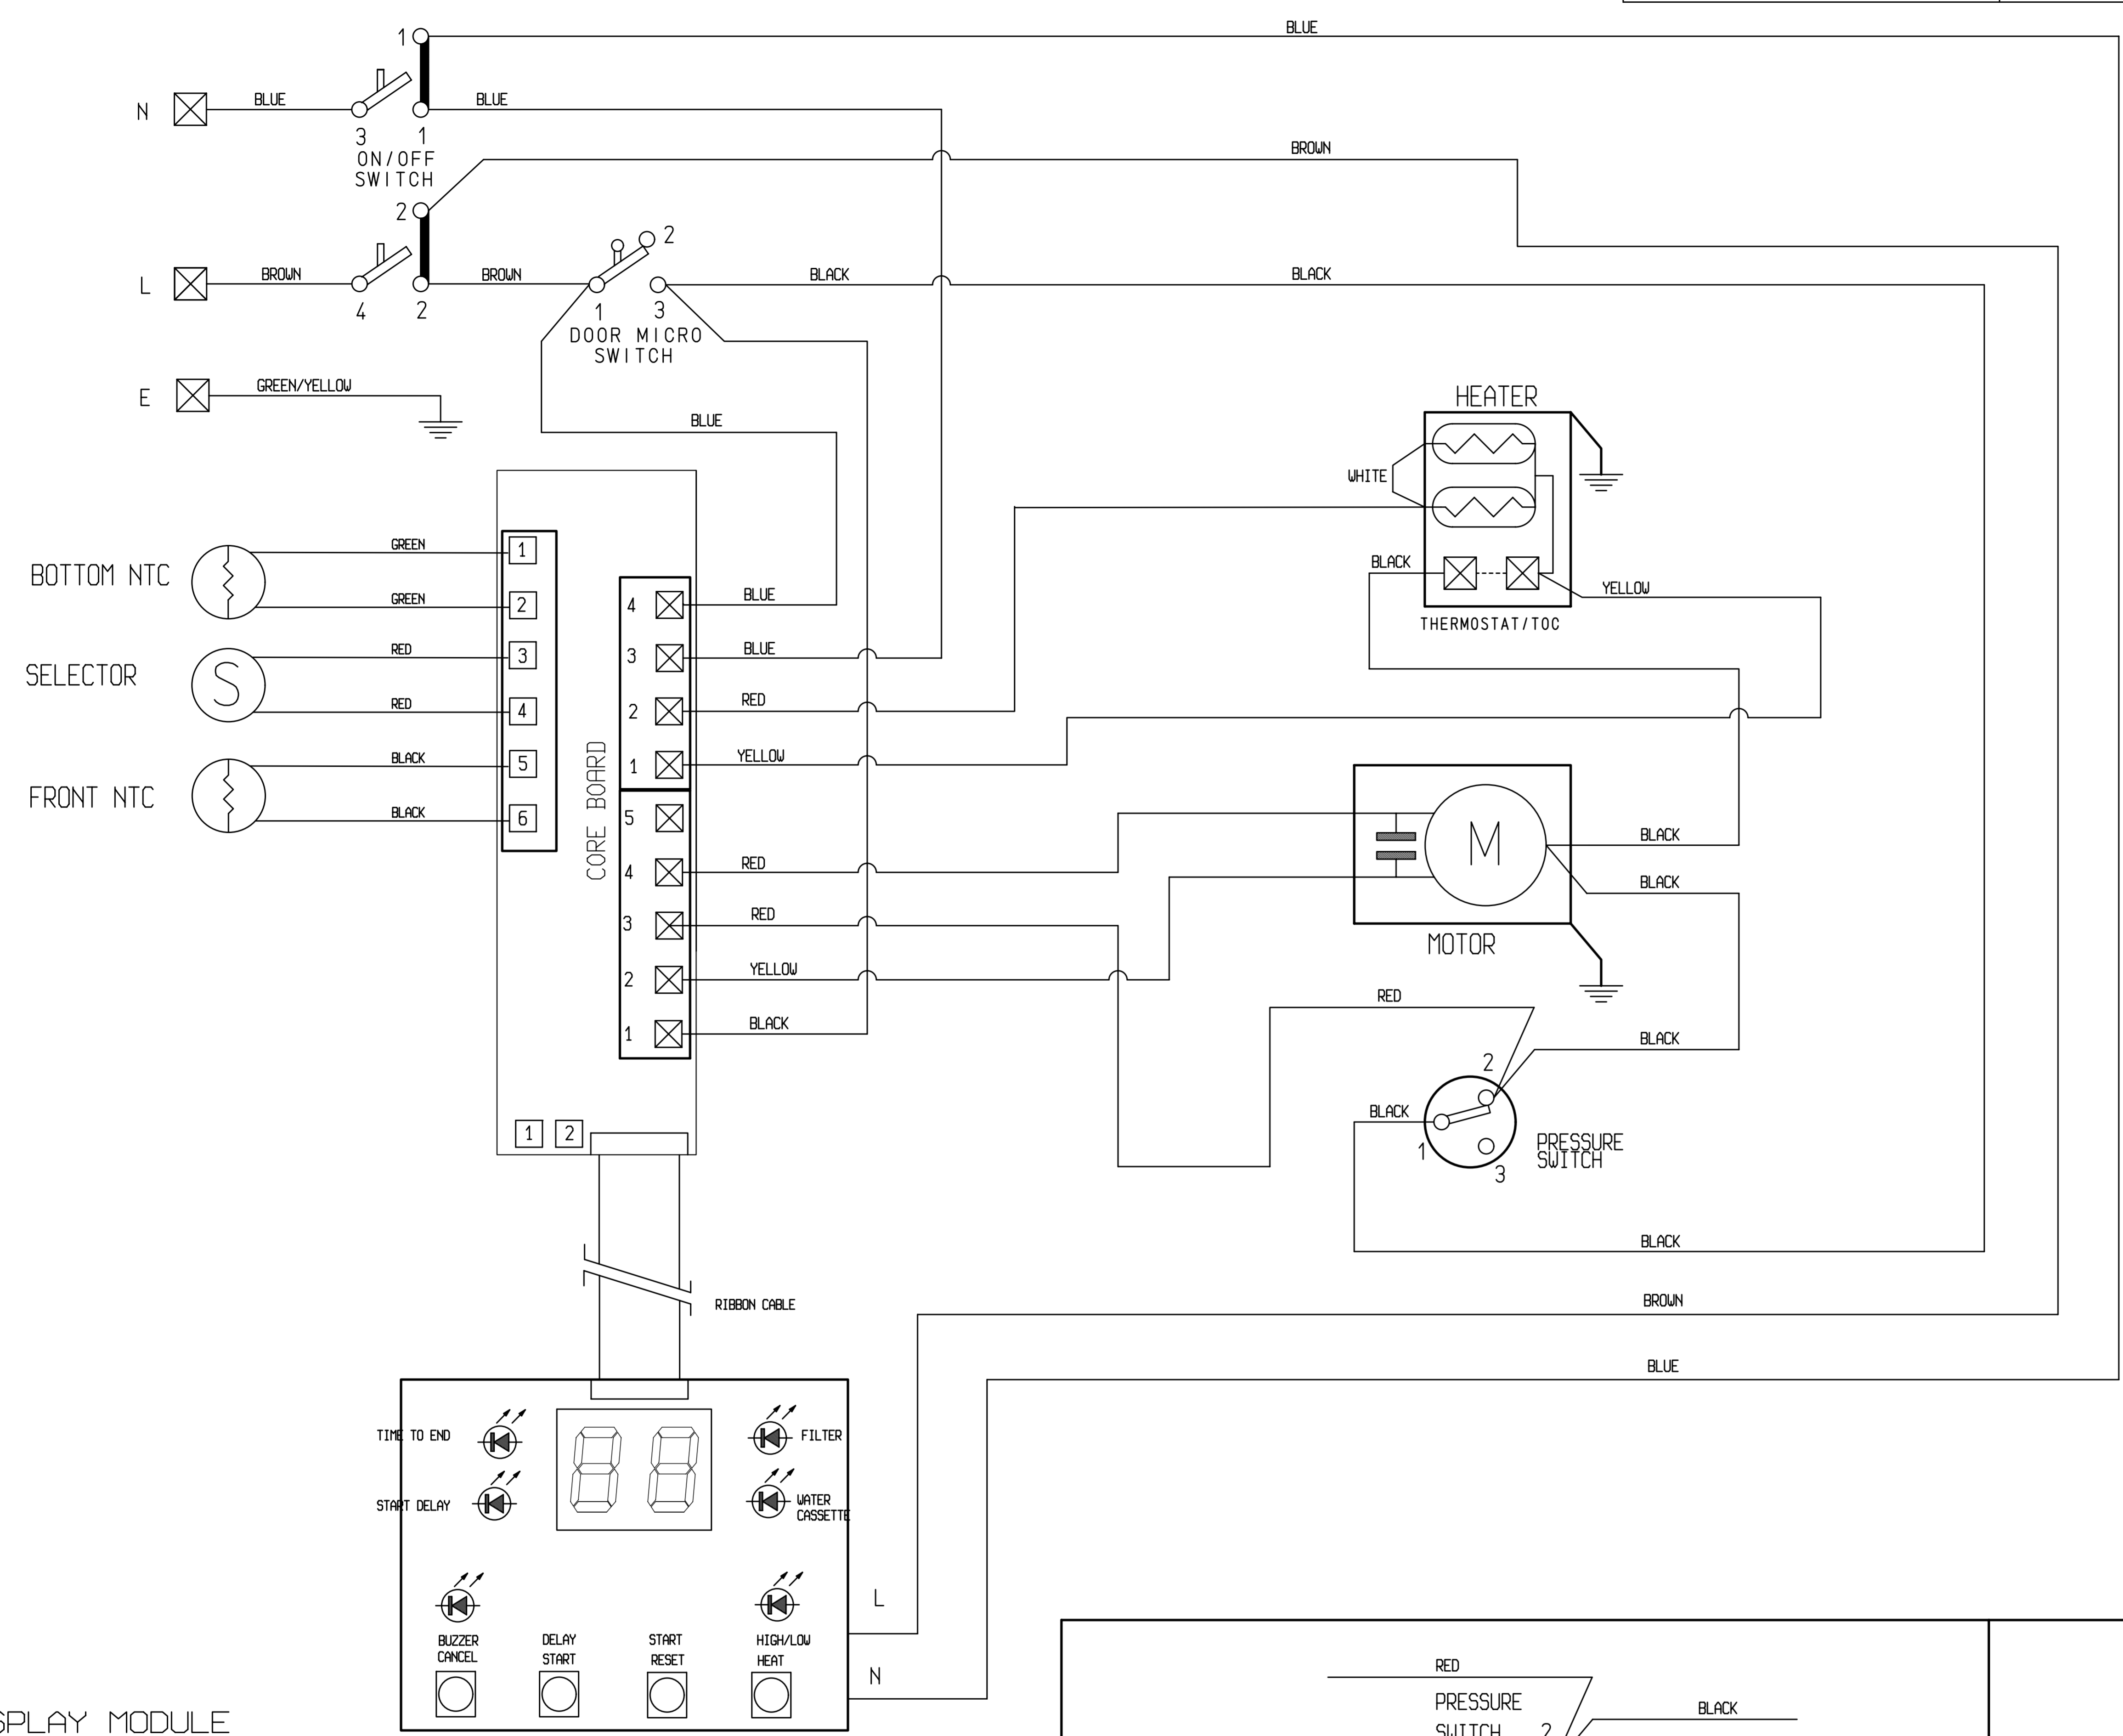 BLUE
1
N
BLUE
BLUE
3
1
ON/OFF
SWITCH
BROWN
2
2
L
BROWN
BROWN
BLACK
BLACK
4
2
1
3
DOOR MICRO
SWITCH
E
GREEN/YELLOW
BLUE
HEATER
WHITE
BLACK
YELLOW
THERMOSTAT/TOC
BOTTOM NTC
GREEN
1
GREEN
2
SELECTOR
S
RED
3
RED
4
FRONT NTC
BLACK
5
BLACK
6
CORE BOARD
4
BLUE
3
BLUE
2
RED
1
YELLOW
5
4
RED
3
RED
2
YELLOW
1
BLACK
M
BLACK
BLACK
MOTOR
RED
BLACK
2
BLACK
1
3
PRESSURE
SWITCH
1
2
BLACK
BROWN
RIBBON CABLE
BLUE
TIME TO END
88
FILTER
START DELAY
WATER
CASSETTE
L
BUZZER
CANCEL
DELAY
START
START
RESET
HIGH/LOW
HEAT
N
SPLAY MODULE
RED
PRESSURE
SWITCH
2
BLACK